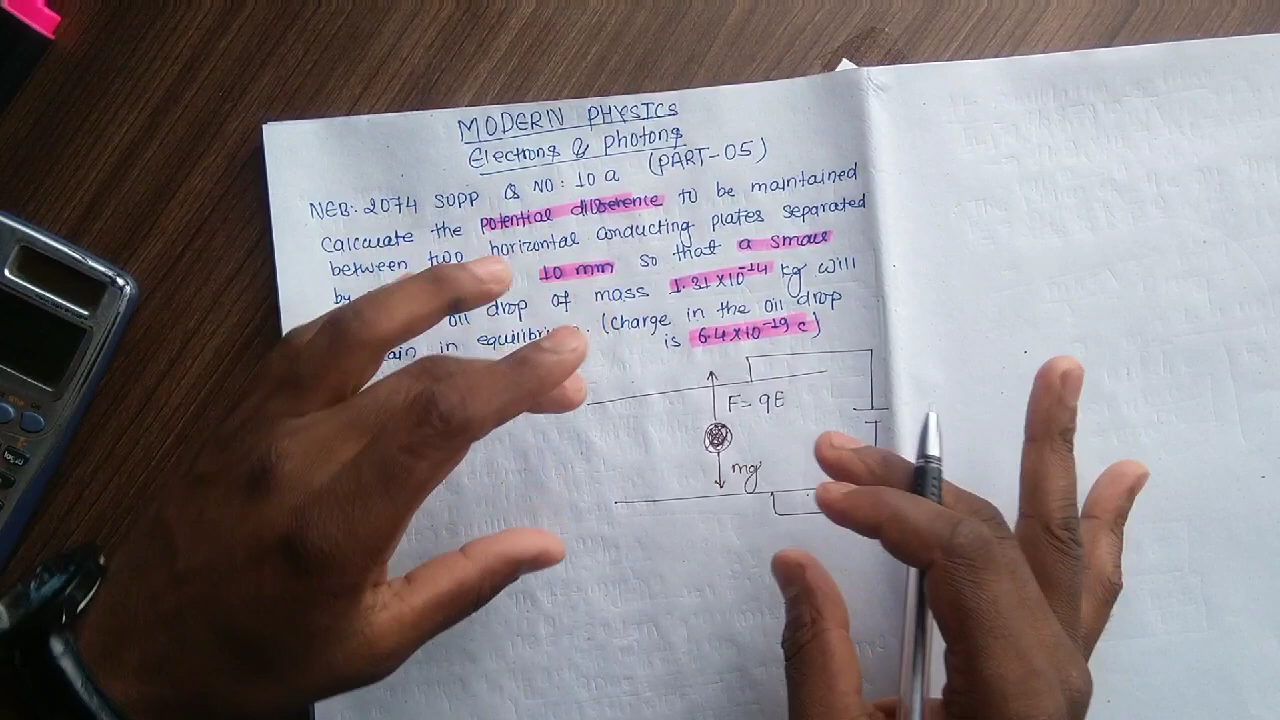 MODERN PHYSICS
Electrons & Photons
(PART-05)
NEB: 2074 SUPP Q NO: 10 a
Calculate the potential difference to be maintained
between two horizontal conducting plates separated
by 10 mm so that a small
oil drop of mass 1.31×10⁻¹⁴ kg will
in equilibri (charge in the oil drop
is 6.4×10⁻¹⁹ c)
F = qE
mg